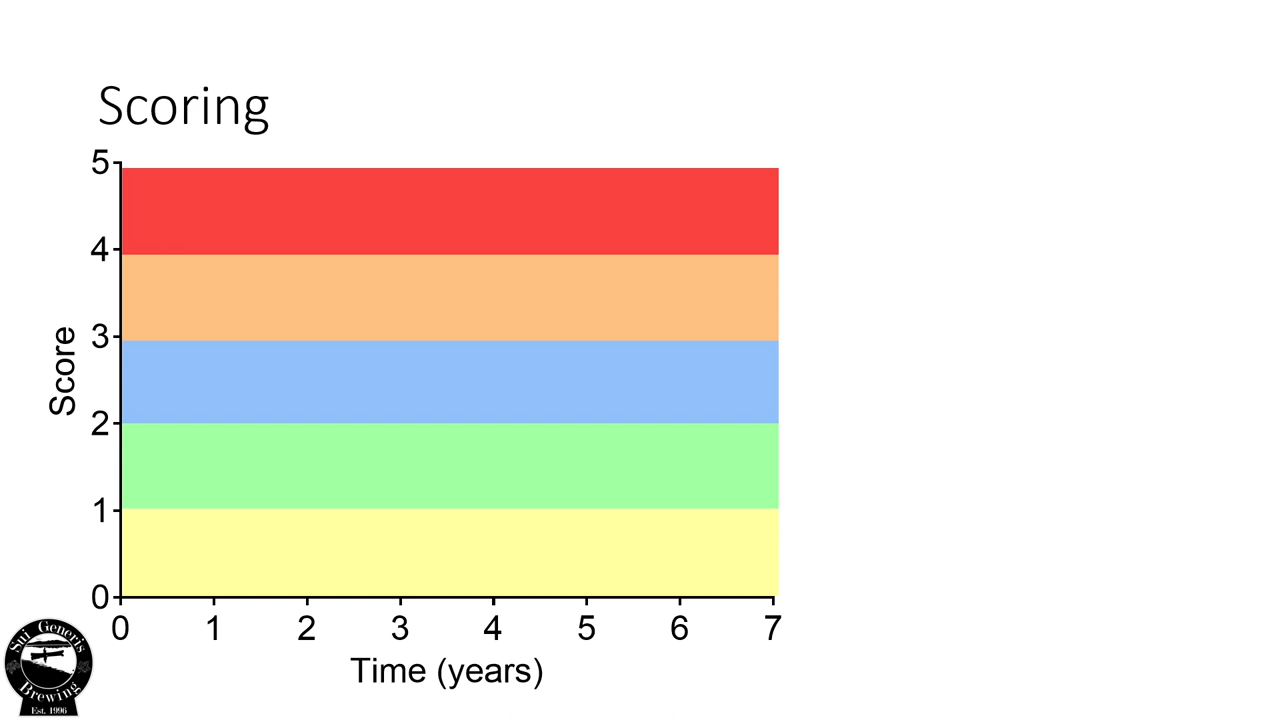 Scoring
5
4
3
2
1
0
Score
0 1 2 3 4 5 6 7
Time (years)
Sui Generis
Brewing
Est. 1996